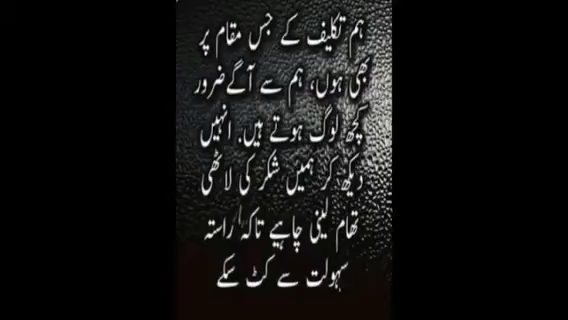 ہم تکلیف کے جس مقام پر
بھی ہوں، ہم سے آگے ضرور
کچھ لوگ ہوتے ہیں. انہیں
دیکھ کر ہمیں شکر کی لاٹھی
تھام لینی چاہیے تاکہ راستہ
سہولت سے کٹ سکے